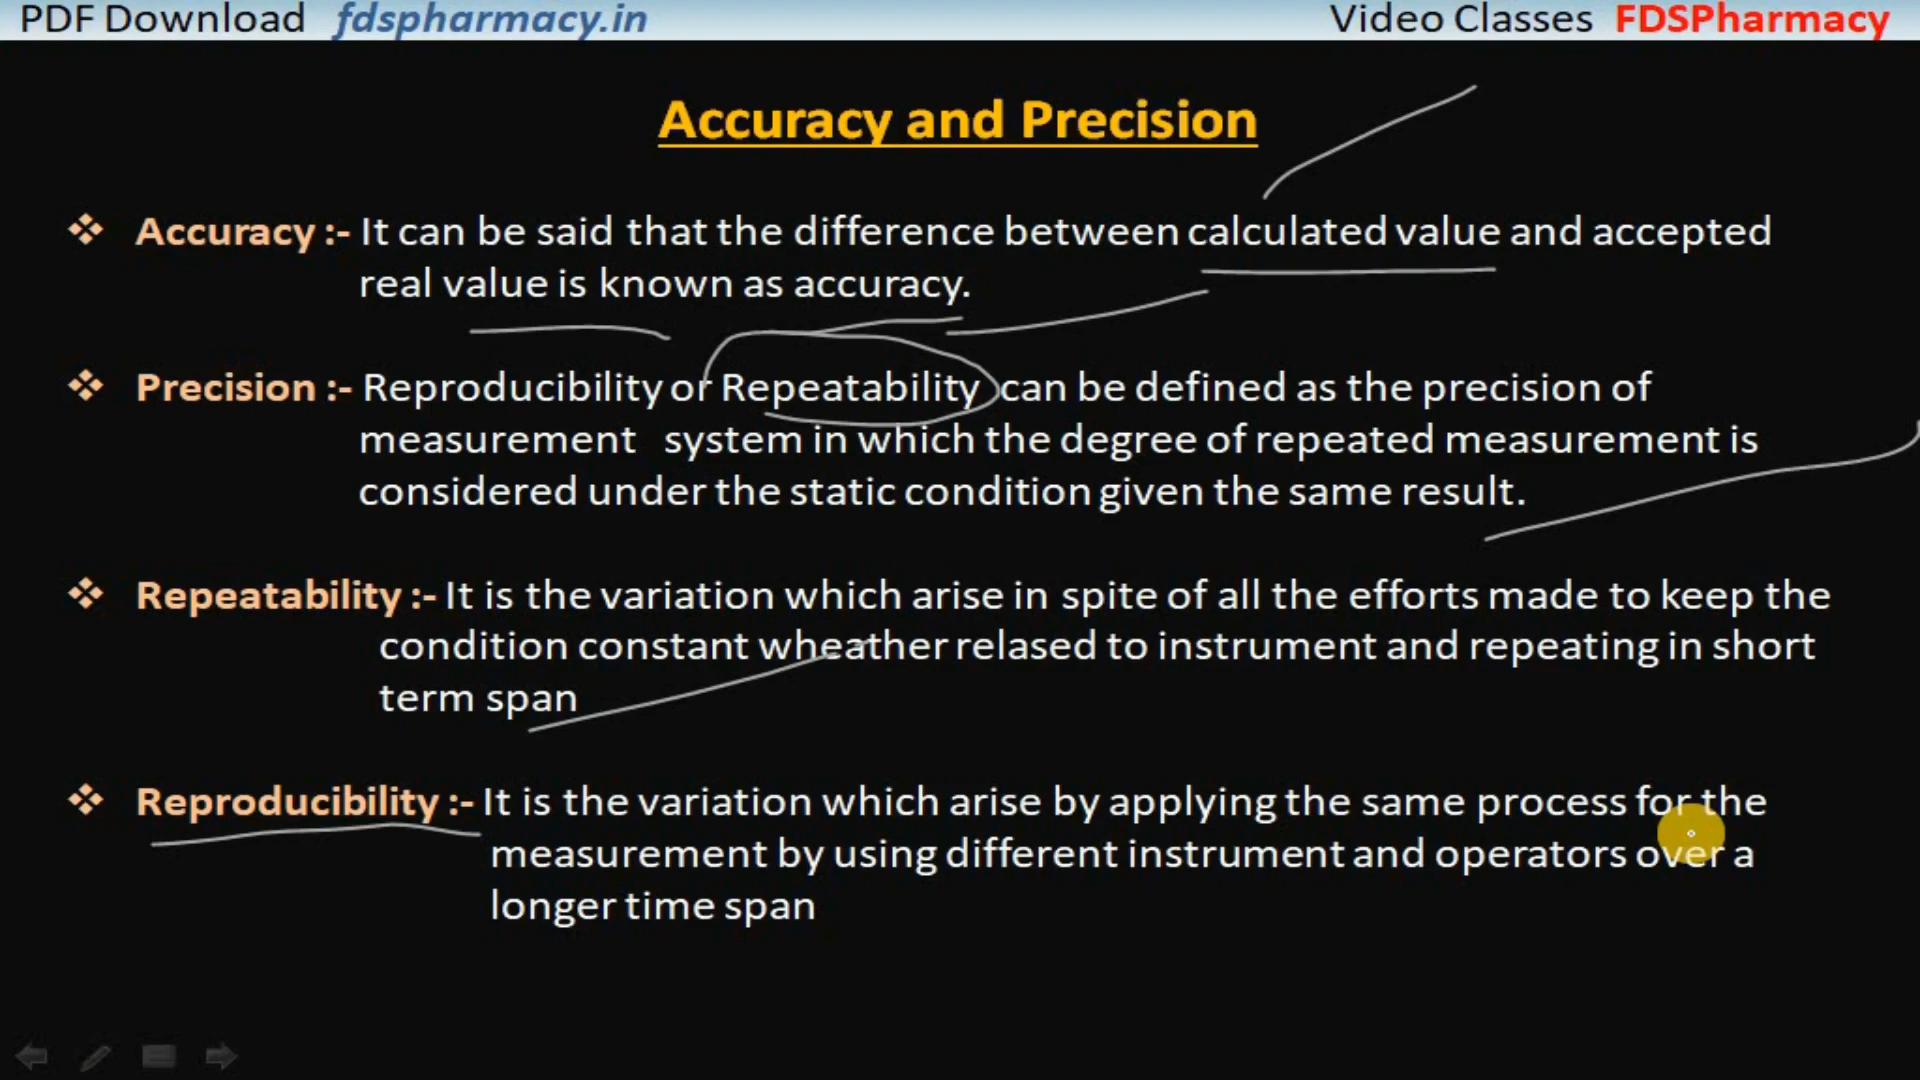 PDF Download fdspharmacy.in
Video Classes FDSPharmacy
Accuracy and Precision
❖ Accuracy :- It can be said that the difference between calculated value and accepted
real value is known as accuracy.
❖ Precision :- Reproducibility or Repeatability can be defined as the precision of
measurement system in which the degree of repeated measurement is
considered under the static condition given the same result.
❖ Repeatability :- It is the variation which arise in spite of all the efforts made to keep the
condition constant wheather relased to instrument and repeating in short
term span
❖ Reproducibility :- It is the variation which arise by applying the same process for the
measurement by using different instrument and operators over a
longer time span